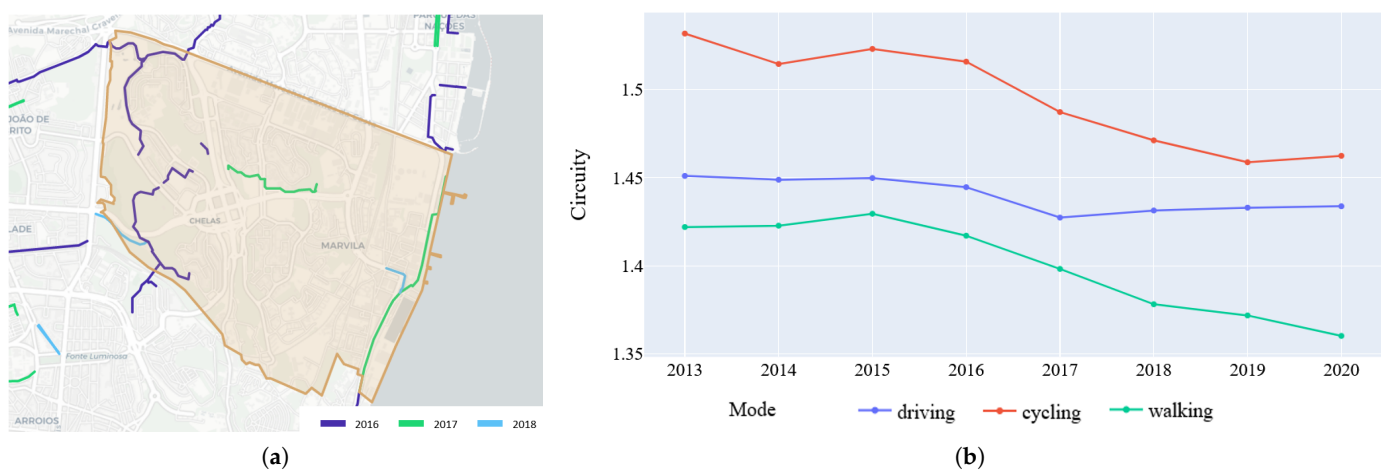 Avenida Marechal Crave
PARQUE DAS
NAÇÕES
JOÃO DE
RITO
CHELAS
LADE
MARVILA
Fonte Luminosa
ARROIOS
2016 2017 2018
(a)
1.5
1.45
1.4
1.35
Circuity
2013 2014 2015 2016 2017 2018 2019 2020
Mode driving cycling walking
(b)